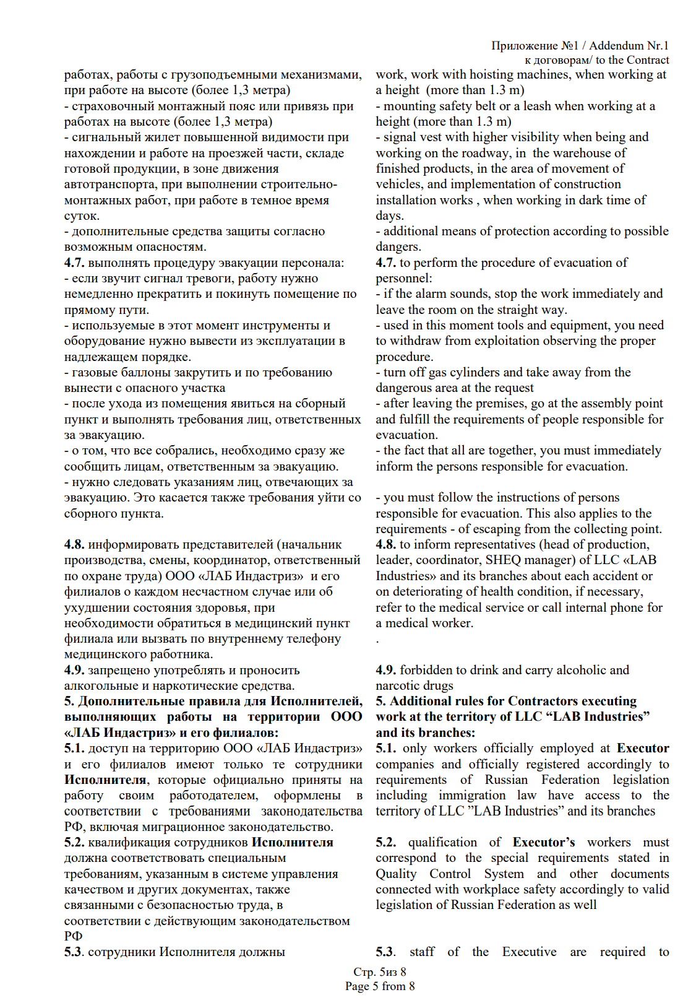 Приложение №1 / Addendum Nr.1
к договорам/ to the Contract
работах, работы с грузоподъемными механизмами,
при работе на высоте (более 1,3 метра)
- страховочный монтажный пояс или привязь при
работах на высоте (более 1,3 метра)
- сигнальный жилет повышенной видимости при
нахождении и работе на проезжей части, складе
готовой продукции, в зоне движения
автотранспорта, при выполнении строительно-
монтажных работ, при работе в темное время
суток.
- дополнительные средства защиты согласно
возможным опасностям.
4.7. выполнять процедуру эвакуации персонала:
- если звучит сигнал тревоги, работу нужно
немедленно прекратить и покинуть помещение по
прямому пути.
- используемые в этот момент инструменты и
оборудование нужно вывести из эксплуатации в
надлежащем порядке.
- газовые баллоны закрутить и по требованию
вынести с опасного участка
- после ухода из помещения явиться на сборный
пункт и выполнять требования лиц, ответственных
за эвакуацию.
- о том, что все собрались, необходимо сразу же
сообщить лицам, ответственным за эвакуацию.
- нужно следовать указаниям лиц, отвечающих за
эвакуацию. Это касается также требования уйти со
сборного пункта.
4.8. информировать представителей (начальник
производства, смены, координатор, ответственный
по охране труда) ООО «ЛАБ Индастриз»  и его
филиалов о каждом несчастном случае или об
ухудшении состояния здоровья, при
необходимости обратиться в медицинский пункт
филиала или вызвать по внутреннему телефону
медицинского работника.
4.9. запрещено употреблять и проносить
алкогольные и наркотические средства.
5. Дополнительные правила для Исполнителей,
выполняющих работы на территории ООО
«ЛАБ Индастриз» и его филиалов:
5.1. доступ на территорию ООО «ЛАБ Индастриз»
и его филиалов имеют только те сотрудники
Исполнителя, которые официально приняты на
работу своим работодателем, оформлены в
соответствии с требованиями законодательства
РФ, включая миграционное законодательство.
5.2. квалификация сотрудников Исполнителя
должна соответствовать специальным
требованиям, указанным в системе управления
качеством и других документах, также
связанными с безопасностью труда, в
соответствии с действующим законодательством
РФ
5.3. сотрудники Исполнителя должны
work, work with hoisting machines, when working at
a height  (more than 1.3 m)
- mounting safety belt or a leash when working at a
height (more than 1.3 m)
- signal vest with higher visibility when being and
working on the roadway, in  the warehouse of
finished products, in the area of movement of
vehicles, and implementation of construction
installation works , when working in dark time of
days.
- additional means of protection according to possible
dangers.
4.7. to perform the procedure of evacuation of
personnel:
- if the alarm sounds, stop the work immediately and
leave the room on the straight way.
- used in this moment tools and equipment, you need
to withdraw from exploitation observing the proper
procedure.
- turn off gas cylinders and take away from the
dangerous area at the request
- after leaving the premises, go at the assembly point
and fulfill the requirements of people responsible for
evacuation.
- the fact that all are together, you must immediately
inform the persons responsible for evacuation.
- you must follow the instructions of persons
responsible for evacuation. This also applies to the
requirements - of escaping from the collecting point.
4.8. to inform representatives (head of production,
leader, coordinator, SHEQ manager) of LLC «LAB
Industries» and its branches about each accident or
on deteriorating of health condition, if necessary,
refer to the medical service or call internal phone for
a medical worker.
.
4.9. forbidden to drink and carry alcoholic and
narcotic drugs
5. Additional rules for Contractors executing
work at the territory of LLC “LAB Industries”
and its branches:
5.1. only workers officially employed at Executor
companies and officially registered accordingly to
requirements of Russian Federation legislation
including immigration law have access to the
territory of LLC ”LAB Industries” and its branches
5.2. qualification of Executor’s workers must
correspond to the special requirements stated in
Quality Control System and other documents
connected with workplace safety accordingly to valid
legislation of Russian Federation as well
5.3. staff of the Executive are required to
Стр. 5из 8
Page 5 from 8